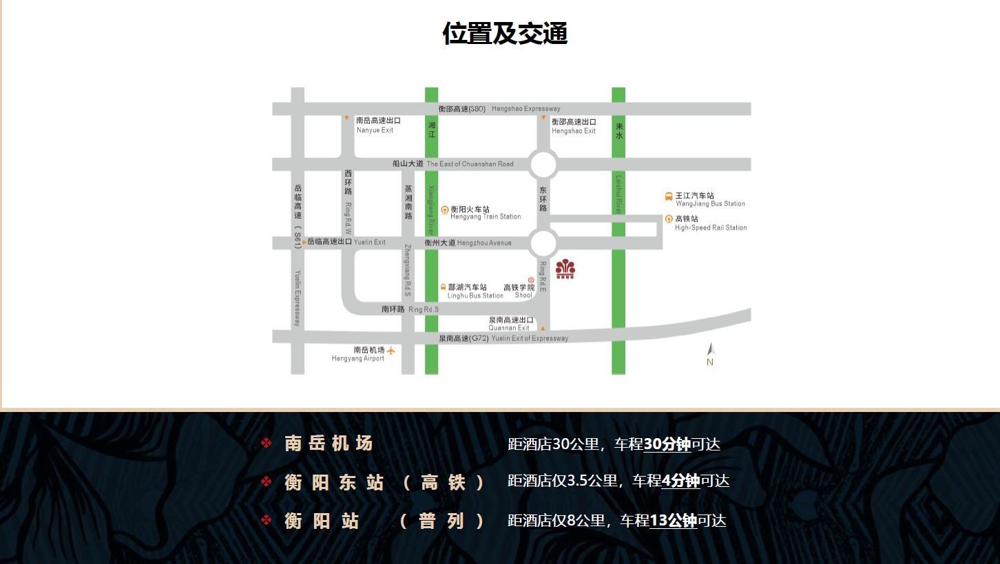 位置及交通
衡邵高速(S80) Hengshao Expressway
南岳高速出口
Nanyue Exit
湘江
衡邵高速出口
Hengshao Exit
耒水
船山大道 The East of Chuanshan Road
西环路
Ring Rd.W
岳临高速（S61）
Yuelin Expressway
蒸湘南路
Zhengxiang Rd.S
Xiangjiang River
衡阳火车站
Hengyang Train Station
东环路
Leishui River
王江汽车站
WangJiang Bus Station
高铁站
High-Speed Rail Station
岳临高速出口 Yuelin Exit
衡州大道 Hengzhou Avenue
Ring Rd.E
酃湖汽车站
Linghu Bus Station
高铁学院
Shool
南环路 Ring Rd.S
泉南高速出口
Quannan Exit
泉南高速(G72) Yuelin Exit of Expressway
南岳机场
Hengyang Airport
N
南岳机场 距酒店30公里，车程30分钟可达
衡阳东站（高铁） 距酒店仅3.5公里，车程4分钟可达
衡阳站 （普列） 距酒店仅8公里，车程13公钟可达